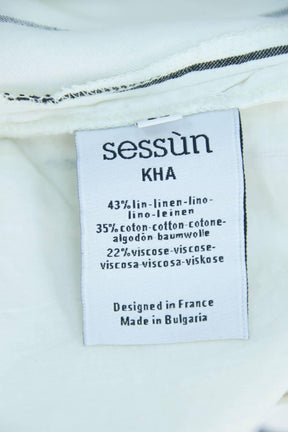 sessùn
KHA
43%lin-linen-lino-
lino-leinen
35%coton-cotton-cotone-
algodòn baumwolle
22%viscose-viscose-
viscosa-viscosa-viskose
Designed in France
Made in Bulgaria